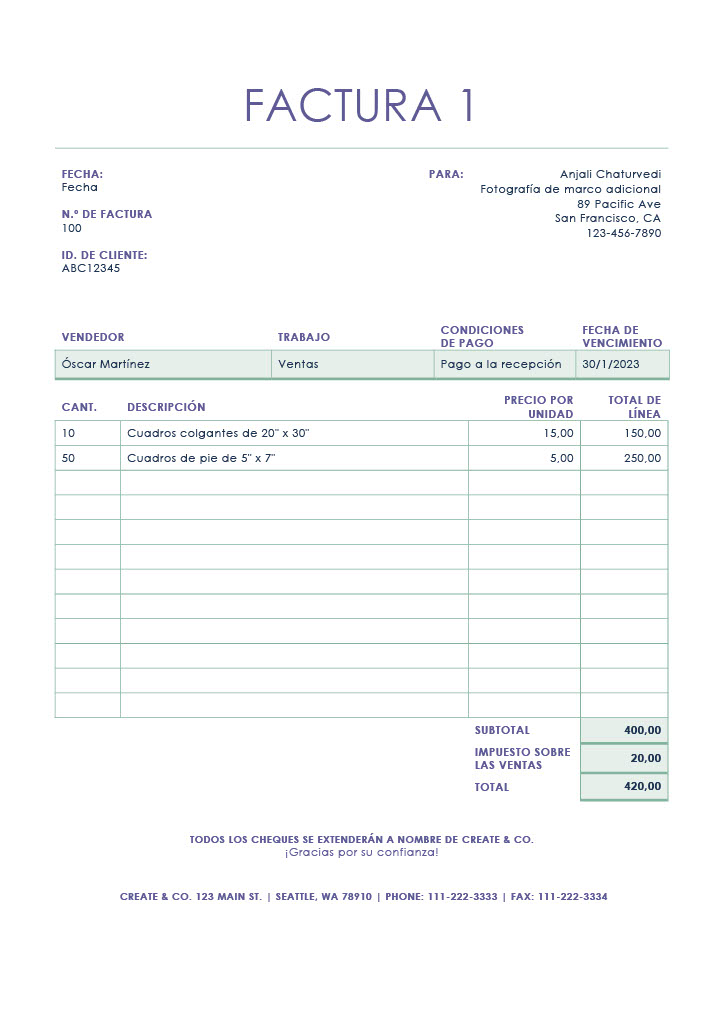 FACTURA 1
FECHA:
Fecha
N.º DE FACTURA
100
ID. DE CLIENTE:
ABC12345
PARA:
Anjali Chaturvedi
Fotografía de marco adicional
89 Pacific Ave
San Francisco, CA
123-456-7890
VENDEDOR TRABAJO CONDICIONES DE PAGO FECHA DE VENCIMIENTO
Óscar Martínez Ventas Pago a la recepción 30/1/2023
CANT. DESCRIPCIÓN PRECIO POR UNIDAD TOTAL DE LÍNEA
10 Cuadros colgantes de 20" x 30" 15,00 150,00
50 Cuadros de pie de 5" x 7" 5,00 250,00
SUBTOTAL 400,00
IMPUESTO SOBRE LAS VENTAS 20,00
TOTAL 420,00
TODOS LOS CHEQUES SE EXTENDERÁN A NOMBRE DE CREATE & CO.
¡Gracias por su confianza!
CREATE & CO. 123 MAIN ST. | SEATTLE, WA 78910 | PHONE: 111-222-3333 | FAX: 111-222-3334